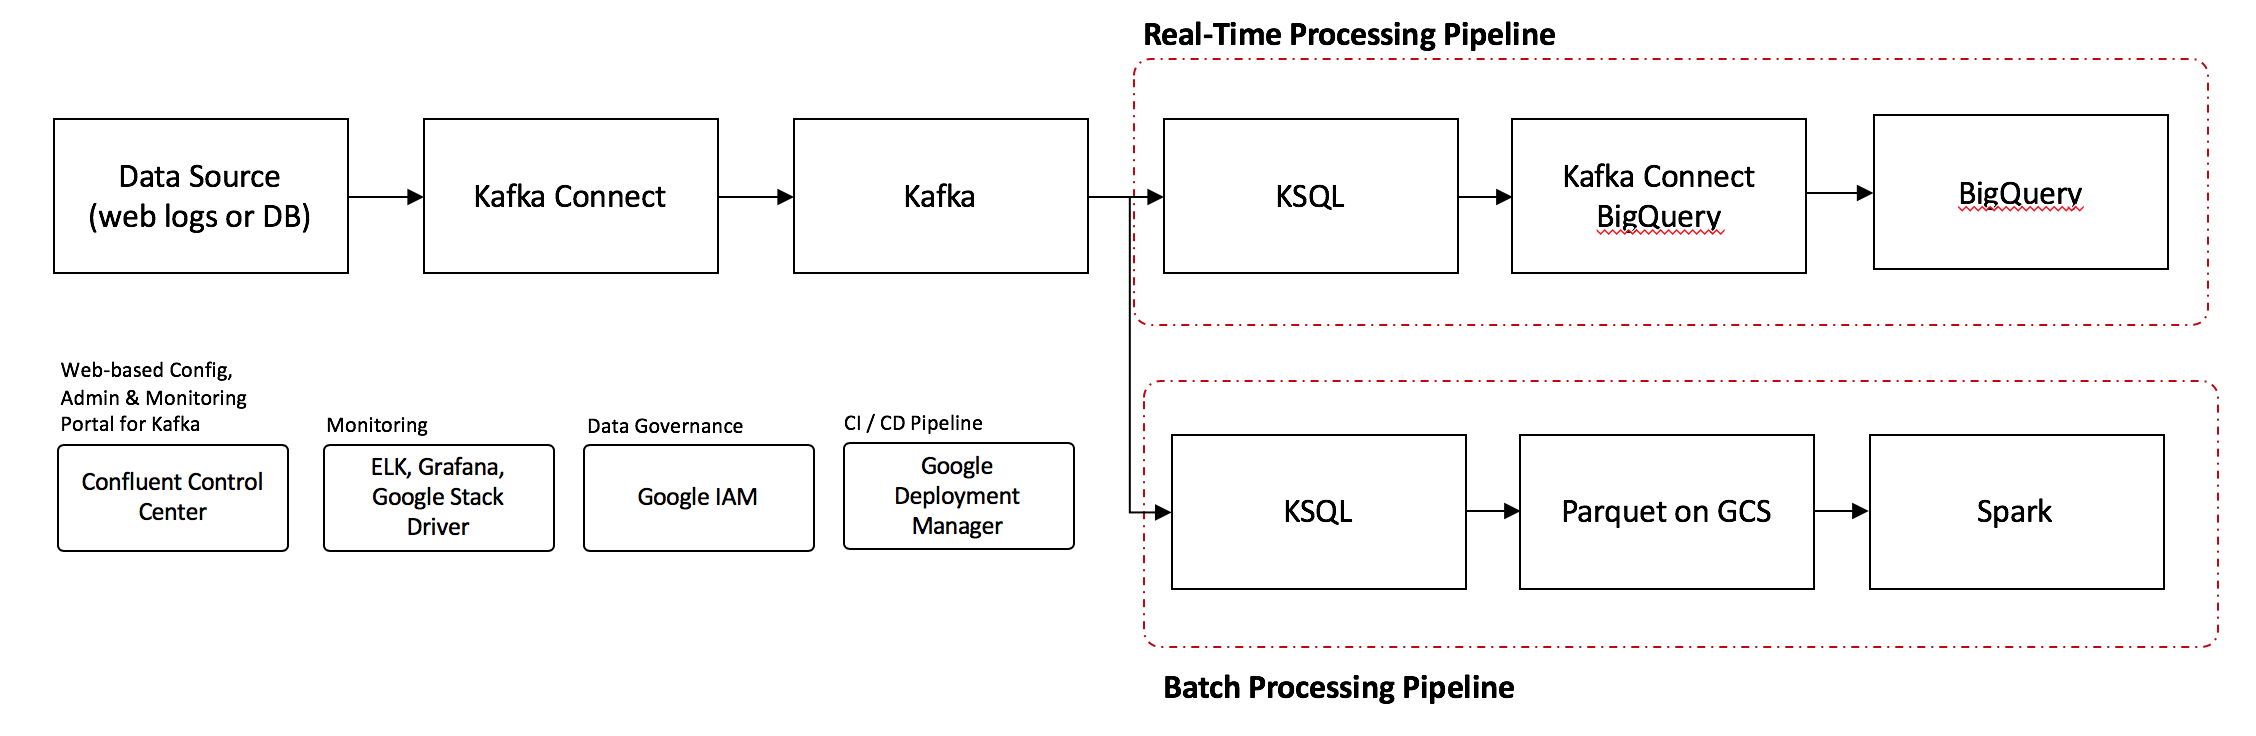 Real-Time Processing Pipeline
Data Source
(web logs or DB)
Kafka Connect
Kafka
KSQL
Kafka Connect
BigQuery
BigQuery
Web-based Config,
Admin & Monitoring
Portal for Kafka
Confluent Control
Center
Monitoring
ELK, Grafana,
Google Stack
Driver
Data Governance
Google IAM
CI / CD Pipeline
Google
Deployment
Manager
KSQL
Parquet on GCS
Spark
Batch Processing Pipeline